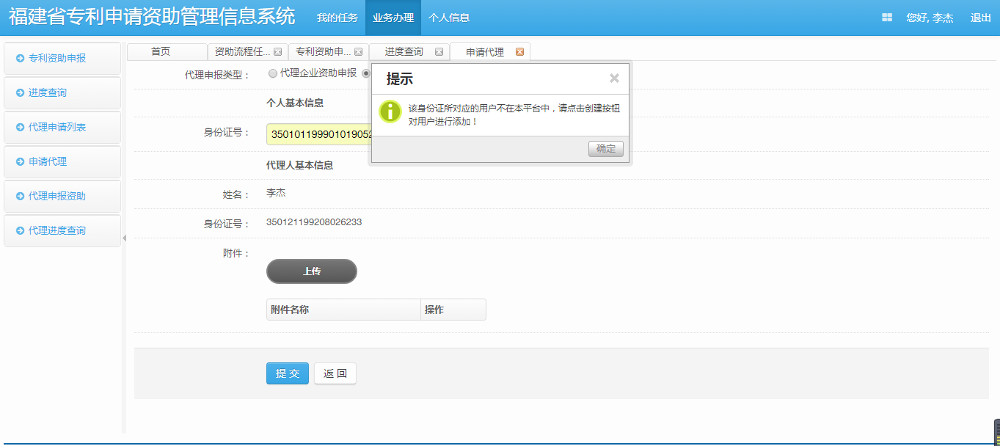 福建省专利申请资助管理信息系统
我的任务
业务办理
个人信息
您好, 李杰
退出
专利资助申报
进度查询
代理申请列表
申请代理
代理申报资助
代理进度查询
首页
资助流程任...
专利资助申...
进度查询
申请代理
代理申报类型：
代理企业资助申报
个人基本信息
身份证号：
350101199901019052
代理人基本信息
姓名：
李杰
身份证号：
350121199208026233
附件：
上传
附件名称
操作
提 交
返 回
提示
该身份证所对应的用户不在本平台中，请点击创建按钮
对用户进行添加！
确定